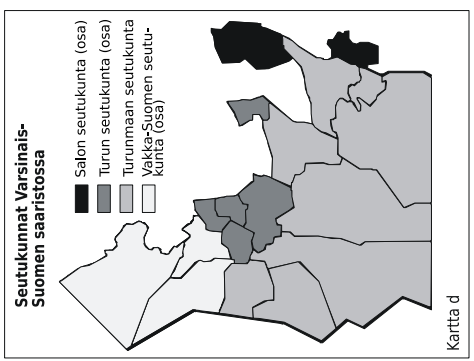 Seutukunnat Varsinais-
Suomen saaristossa
Salon seutukunta (osa)
Turun seutukunta (osa)
Turunmaan seutukunta
Vakka-Suomen seutu-
kunta (osa)
Kartta d